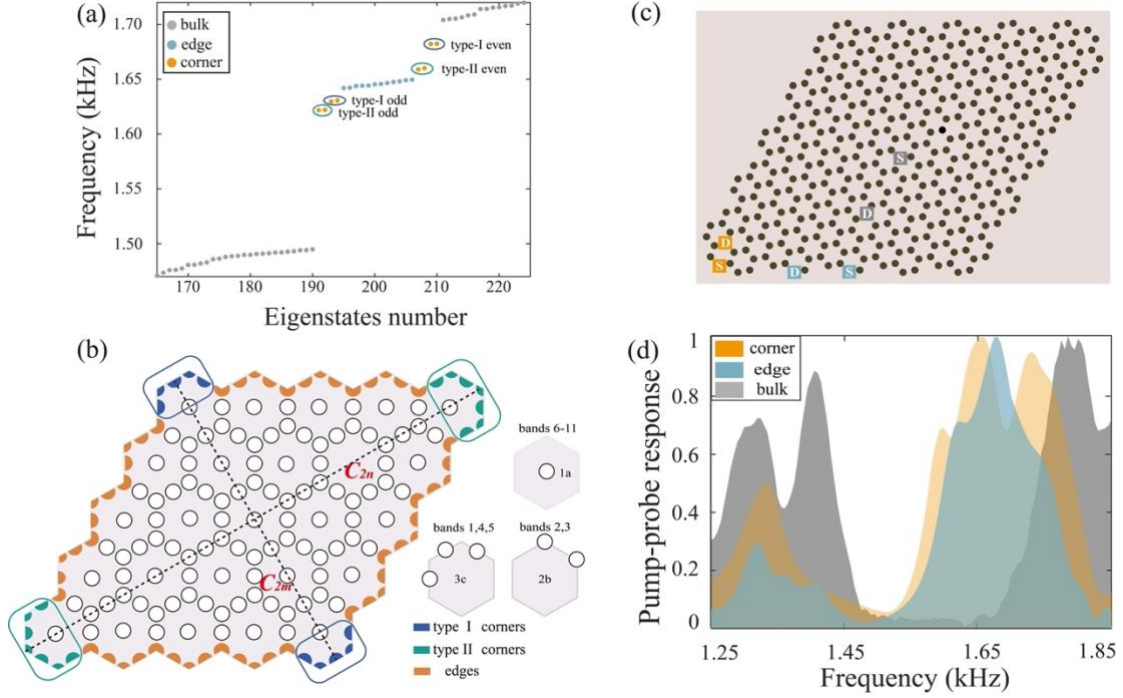 (a)
Frequency (kHz)
1.70
1.65
1.60
1.55
1.50
bulk
edge
corner
type-I even
type-II even
type-I odd
type-II odd
170 180 190 200 210 220
Eigenstates number
(b)
C2n
C2m
bands 6-11
1a
bands 1,4,5
3c
bands 2,3
2b
type I corners
type II corners
edges
(c)
S
D
D
S
D
S
(d)
Pump-probe response
1
0.8
0.6
0.4
0.2
0
corner
edge
bulk
1.25 1.45 1.65 1.85
Frequency (kHz)